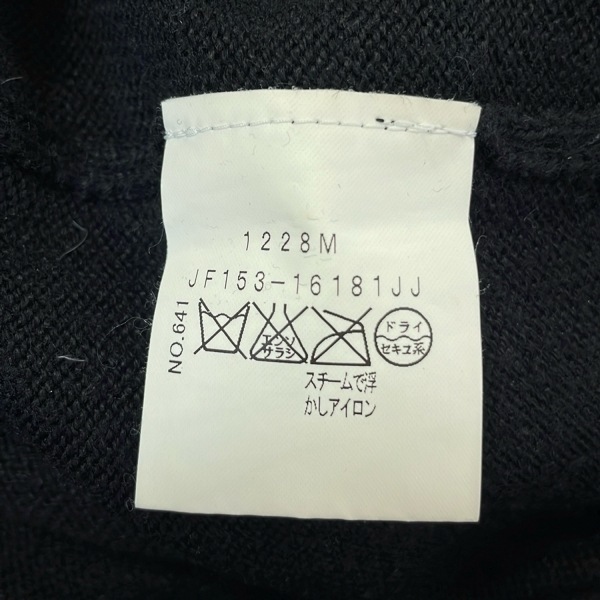 1228M
JF153-16181JJ
NO.641
エンソ
サラシ
ドライ
セキユ系
スチームで浮
かしアイロン